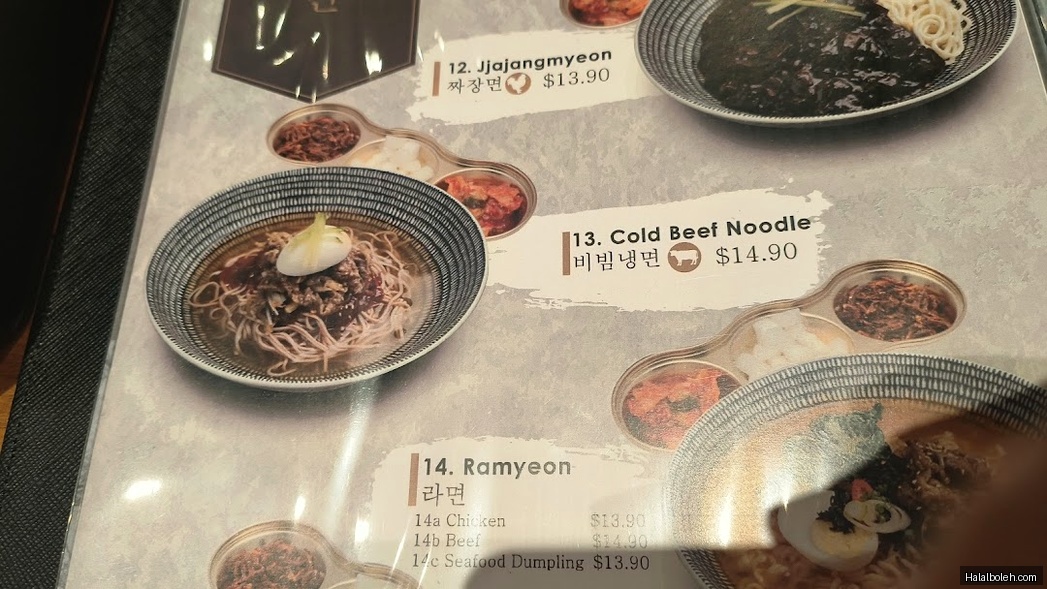 12. Jjajangmyeon
짜장면 $13.90
13. Cold Beef Noodle
비빔냉면 $14.90
14. Ramyeon
라면
14a Chicken $13.90
14b Beef $14.90
14c Seafood Dumpling $13.90
Halalboleh.com